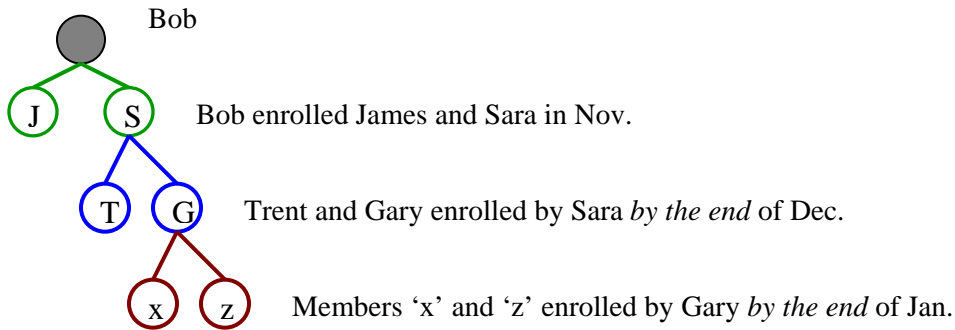 Bob
J S Bob enrolled James and Sara in Nov.
T G Trent and Gary enrolled by Sara by the end of Dec.
x z Members ‘x’ and ‘z’ enrolled by Gary by the end of Jan.